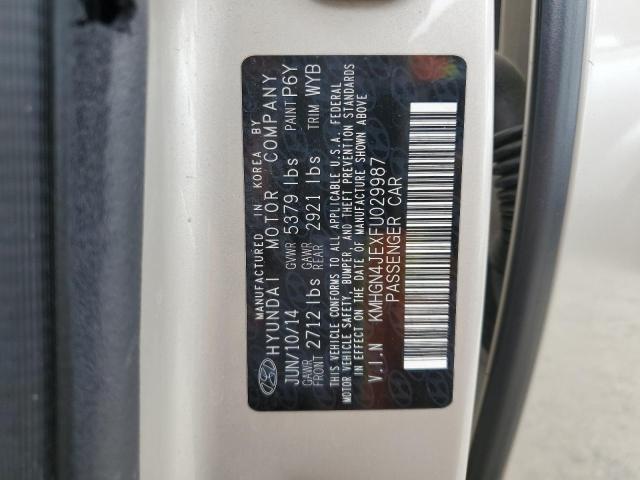 MANUFACTURED IN KOREA BY
HYUNDAI MOTOR COMPANY
JUN/10/14 GVWR 5379 lbs PAINT P6Y
GAWR FRONT 2712 lbs GAWR REAR 2921 lbs TRIM WYB
THIS VEHICLE CONFORMS TO ALL APPLICABLE U.S.A. FEDERAL
MOTOR VEHICLE SAFETY, BUMPER, AND THEFT PREVENTION STANDARDS
IN EFFECT ON THE DATE OF MANUFACTURE SHOWN ABOVE
V.I.N KMHGN4JEXFU029987
PASSENGER CAR